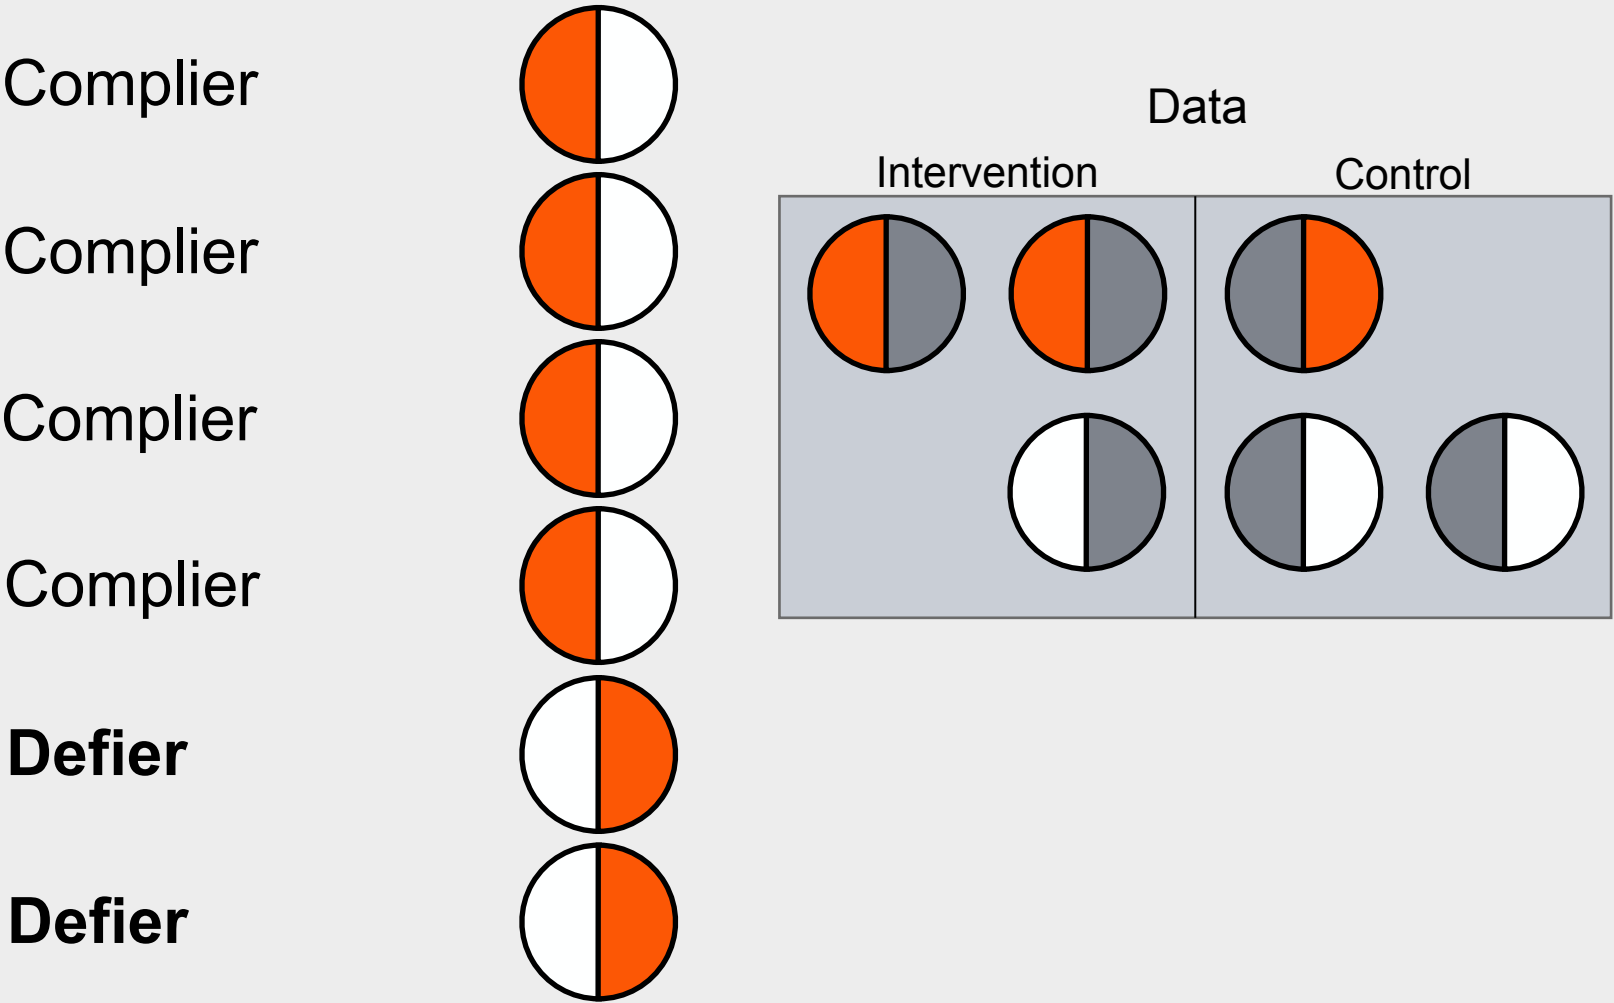 Complier
Complier
Complier
Complier
Defier
Defier
Data
Intervention Control